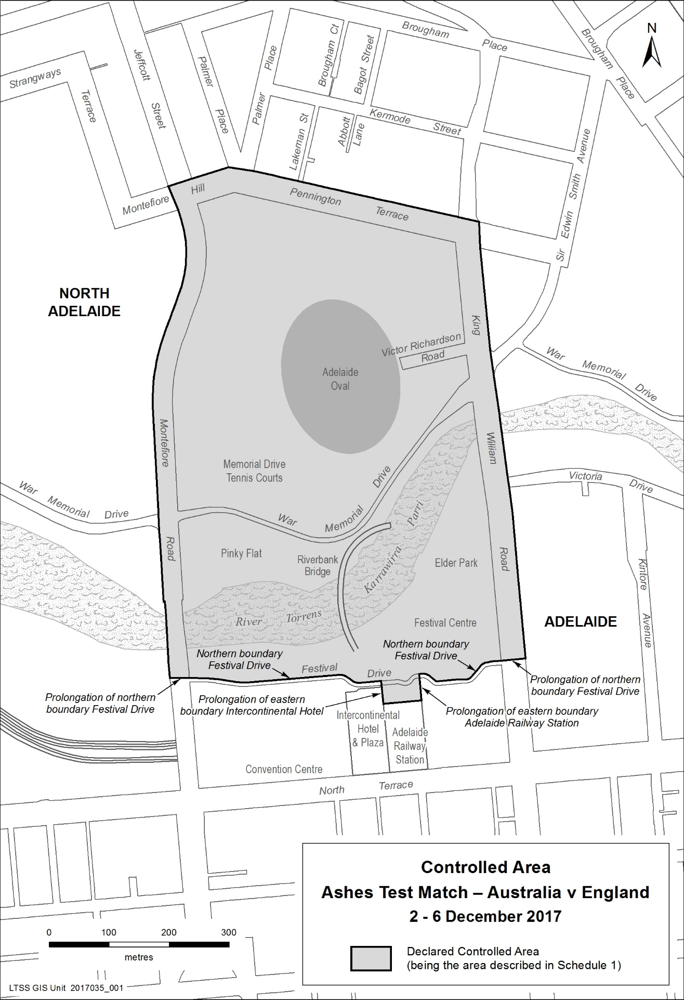 N
Brougham
Place
Brougham
Place
Strangways
Terrace
Jeffcott
Street
Palmer
Place
Palmer
Place
Brougham Ct
Bagot Street
Lakeman St
Abbott
Lane
Kermode
Street
Sir Edwin Smith Avenue
Montefiore
Hill
Pennington
Terrace
NORTH
ADELAIDE
King
Victor Richardson
Road
Adelaide
Oval
War
Memorial
Drive
Montefiore
William
Memorial Drive
Tennis Courts
Drive
Victoria
Drive
War
Memorial
Drive
War
Memorial
Parri
Karrawirra
Road
Pinky Flat
Riverbank
Bridge
Elder Park
Road
Kintore
Avenue
River
Torrens
Festival Centre
ADELAIDE
Northern boundary
Festival Drive
Northern boundary
Festival Drive
Festival
Drive
Prolongation of northern
boundary Festival Drive
Prolongation of eastern
boundary Intercontinental Hotel
Prolongation of northern
boundary Festival Drive
Prolongation of eastern boundary
Adelaide Railway Station
Intercontinental
Hotel
& Plaza
Adelaide
Railway
Station
Convention Centre
North
Terrace
Controlled Area
Ashes Test Match – Australia v England
2 - 6 December 2017
Declared Controlled Area
(being the area described in Schedule 1)
0 100 200 300
metres
LTSS GIS Unit 2017035_001